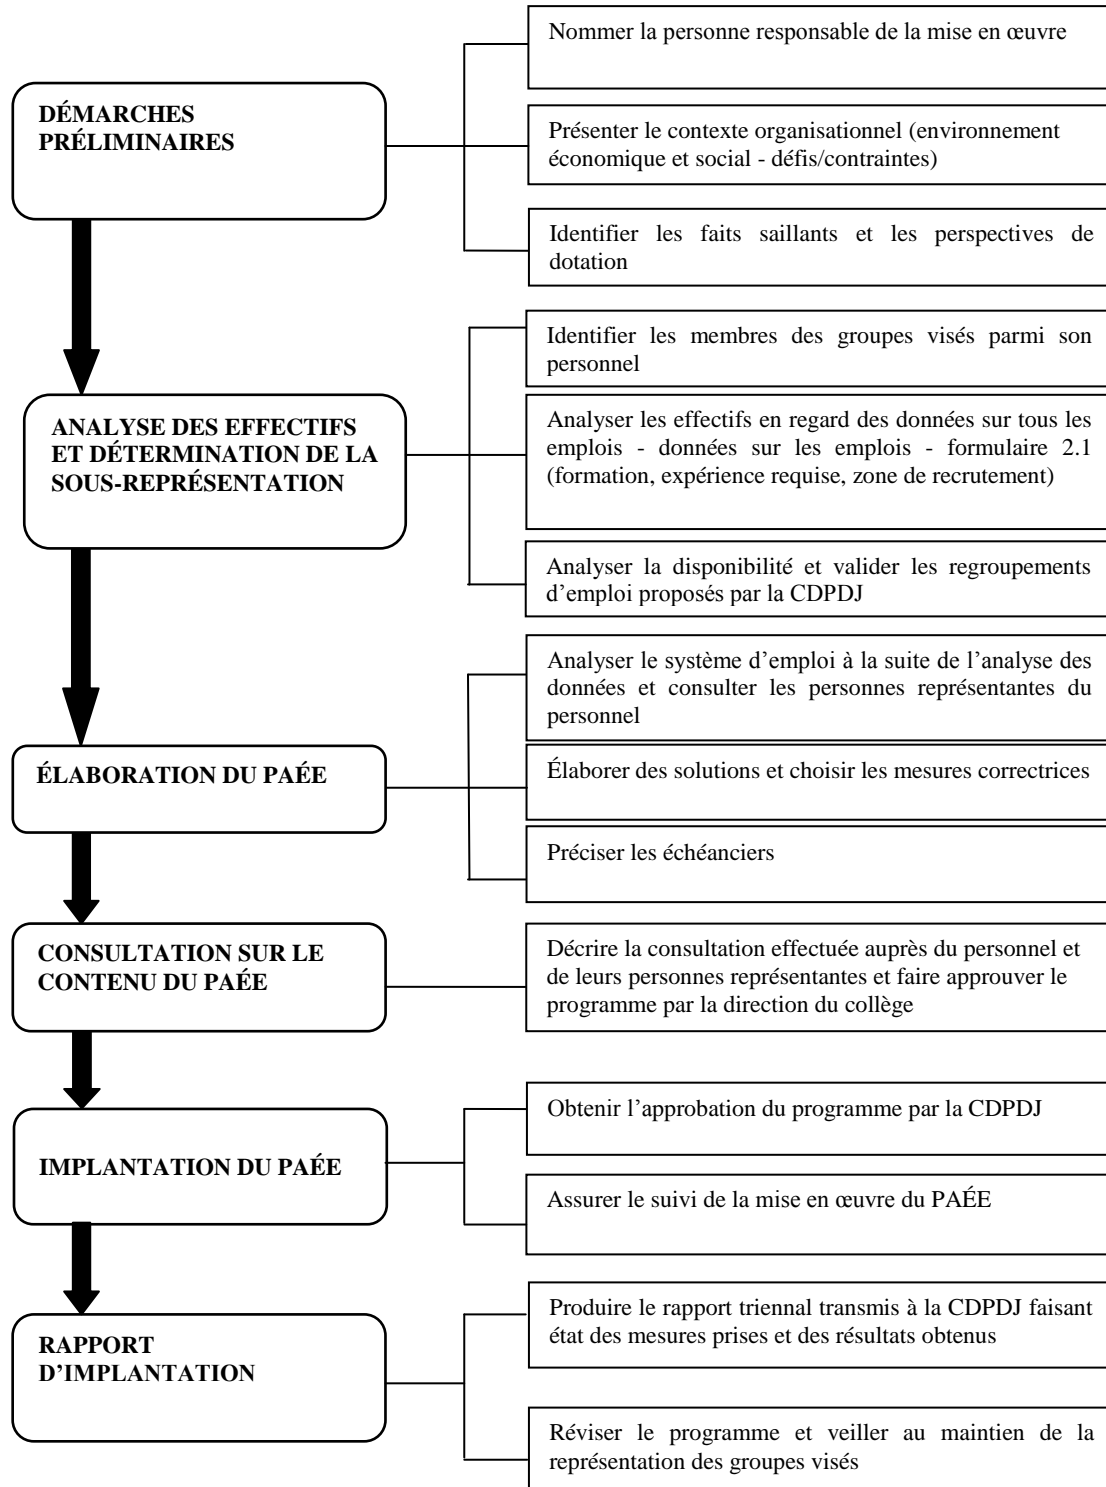 DÉMARCHES
PRÉLIMINAIRES
Nommer la personne responsable de la mise en œuvre
Présenter le contexte organisationnel (environnement
économique et social - défis/contraintes)
Identifier les faits saillants et les perspectives de
dotation
ANALYSE DES EFFECTIFS
ET DÉTERMINATION DE LA
SOUS-REPRÉSENTATION
Identifier les membres des groupes visés parmi son
personnel
Analyser les effectifs en regard des données sur tous les
emplois - données sur les emplois - formulaire 2.1
(formation, expérience requise, zone de recrutement)
Analyser la disponibilité et valider les regroupements
d’emploi proposés par la CDPDJ
ÉLABORATION DU PAÉE
Analyser le système d’emploi à la suite de l’analyse des
données et consulter les personnes représentantes du
personnel
Élaborer des solutions et choisir les mesures correctrices
Préciser les échéanciers
CONSULTATION SUR LE
CONTENU DU PAÉE
Décrire la consultation effectuée auprès du personnel et
de leurs personnes représentantes et faire approuver le
programme par la direction du collège
IMPLANTATION DU PAÉE
Obtenir l’approbation du programme par la CDPDJ
Assurer le suivi de la mise en œuvre du PAÉE
RAPPORT
D’IMPLANTATION
Produire le rapport triennal transmis à la CDPDJ faisant
état des mesures prises et des résultats obtenus
Réviser le programme et veiller au maintien de la
représentation des groupes visés